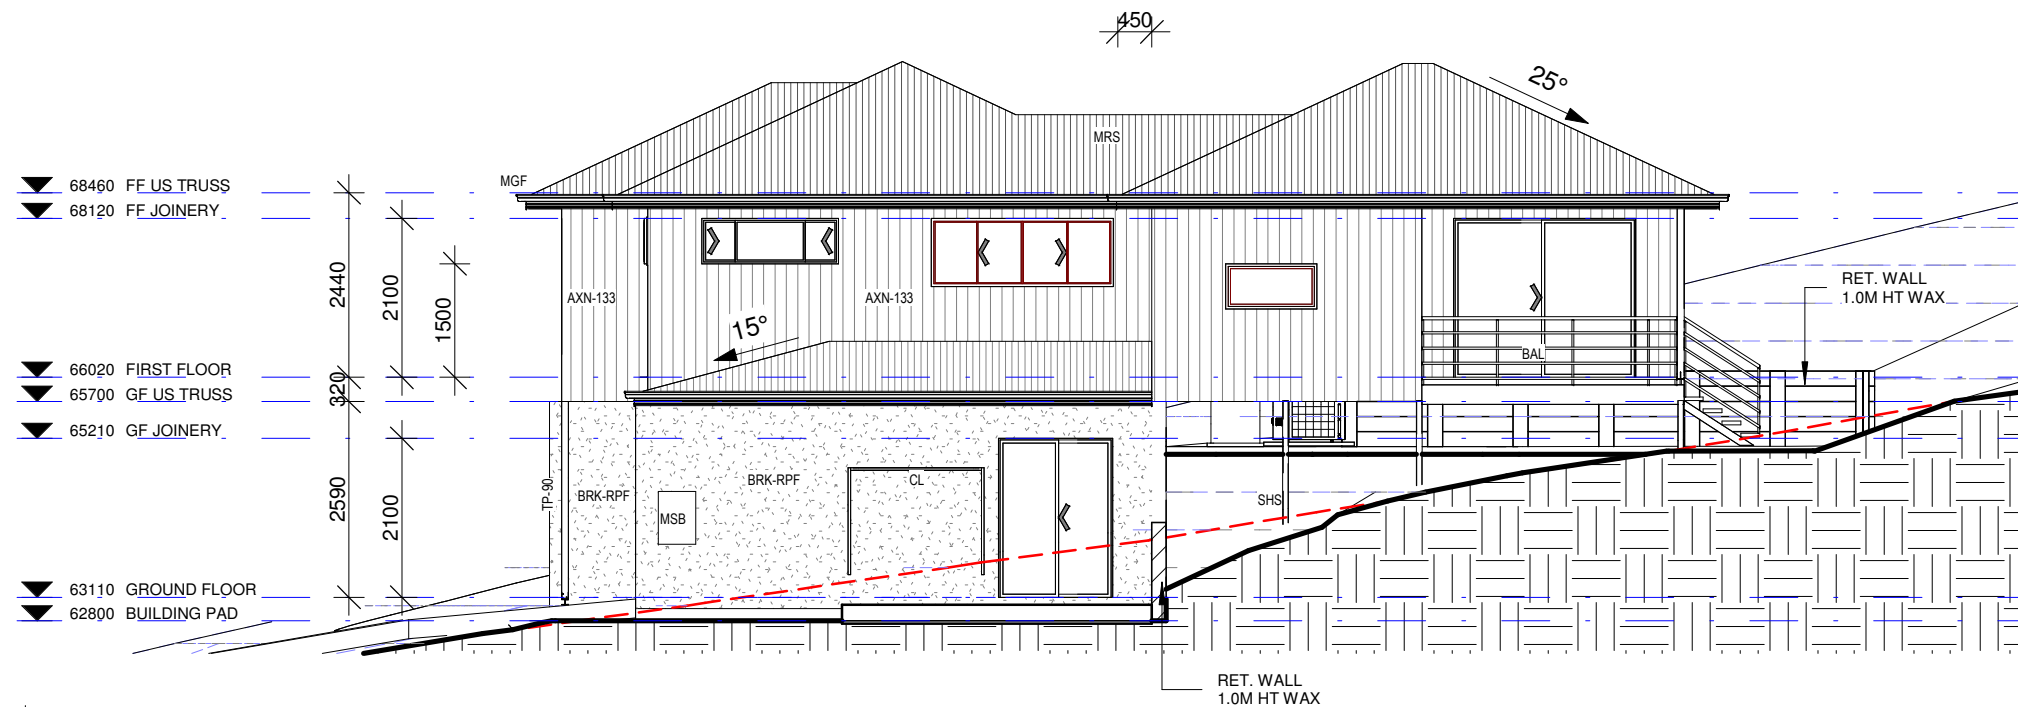 450
25°
MRS
MGF
68460 FF US TRUSS
68120 FF JOINERY
2440
2100
1500
AXN-133
AXN-133
RET. WALL
1.0M HT WAX
15°
BAL
66020 FIRST FLOOR
320
65700 GF US TRUSS
65210 GF JOINERY
2590
2100
TP-90
BRK-RPF
BRK-RPF
CL
MSB
SHS
63110 GROUND FLOOR
62800 BUILDING PAD
RET. WALL
1.0M HT WAX